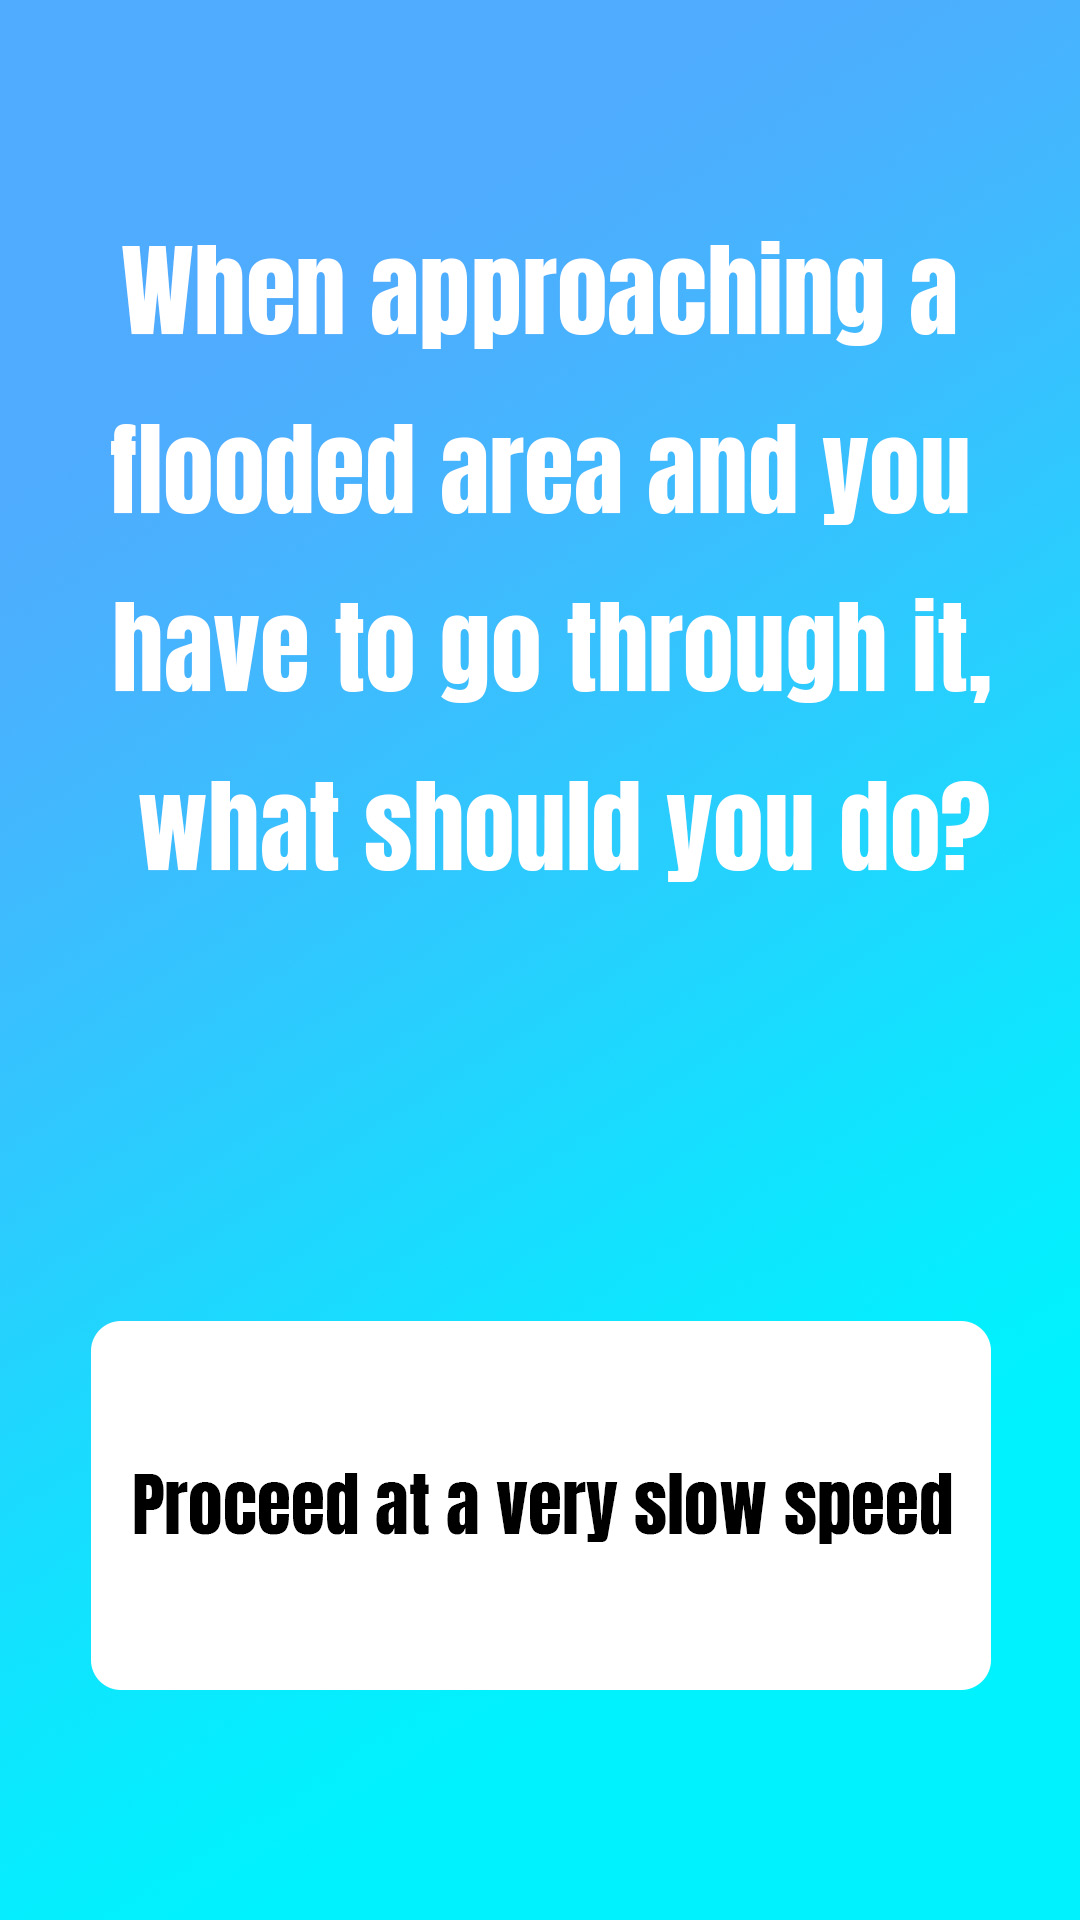 When approaching a
flooded area and you
have to go through it,
what should you do?
Proceed at a very slow speed